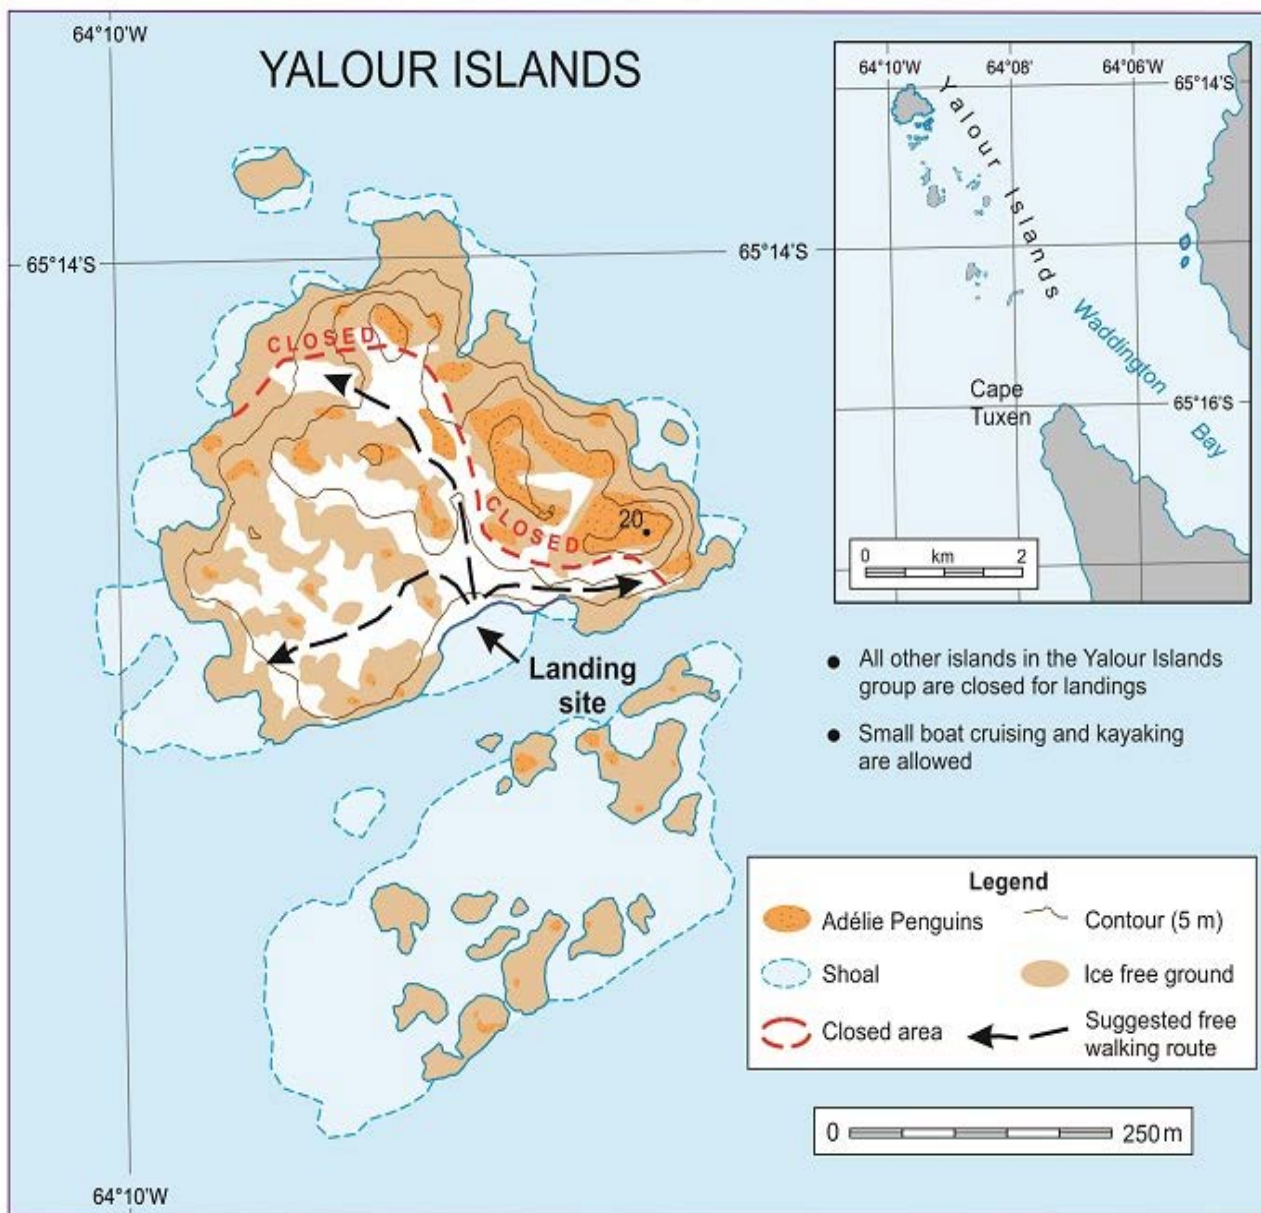 64°10'W
YALOUR ISLANDS
65°14'S
65°14'S
CLOSED
CLOSED
20
Landing
site
64°10'W
64°10'W
64°08'
64°06'W
65°14'S
Yalour Islands
Waddington
Bay
Cape
Tuxen
65°16'S
0 km 2
● All other islands in the Yalour Islands
group are closed for landings
● Small boat cruising and kayaking
are allowed
Legend
Adélie Penguins
Contour (5 m)
Shoal
Ice free ground
Closed area
Suggested free
walking route
0 250 m